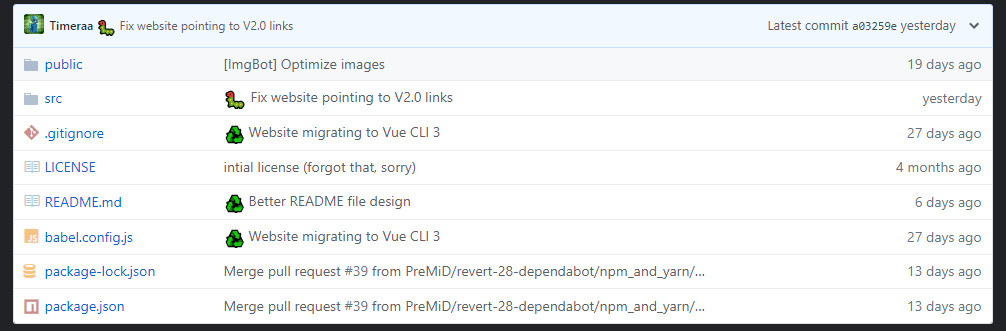 Timeraa Fix website pointing to V2.0 links Latest commit a03259e yesterday
public [ImgBot] Optimize images 19 days ago
src Fix website pointing to V2.0 links yesterday
.gitignore Website migrating to Vue CLI 3 27 days ago
LICENSE intial license (forgot that, sorry) 4 months ago
README.md Better README file design 6 days ago
JS babel.config.js Website migrating to Vue CLI 3 27 days ago
package-lock.json Merge pull request #39 from PreMiD/revert-28-dependabot/npm_and_yarn/... 13 days ago
package.json Merge pull request #39 from PreMiD/revert-28-dependabot/npm_and_yarn/... 13 days ago